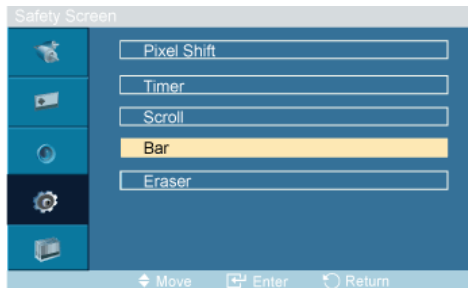 Safety Screen
Pixel Shift
Timer
Scroll
Bar
Eraser
Move Enter Return